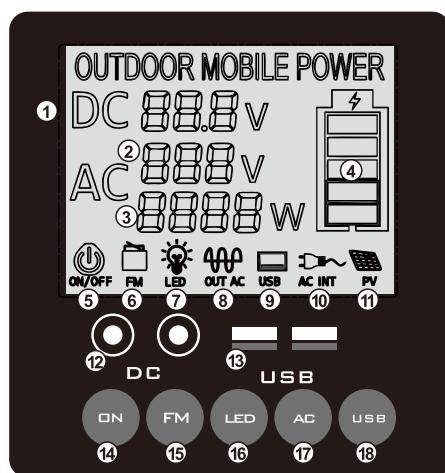 OUTDOOR MOBILE POWER
1 DC 88.8 V
2 AC 888 V
3 8888 W
4
ON/OFF FM LED OUT AC USB AC INT PV
5 6 7 8 9 10 11
12 13
DC USB
ON FM LED AC USB
14 15 16 17 18